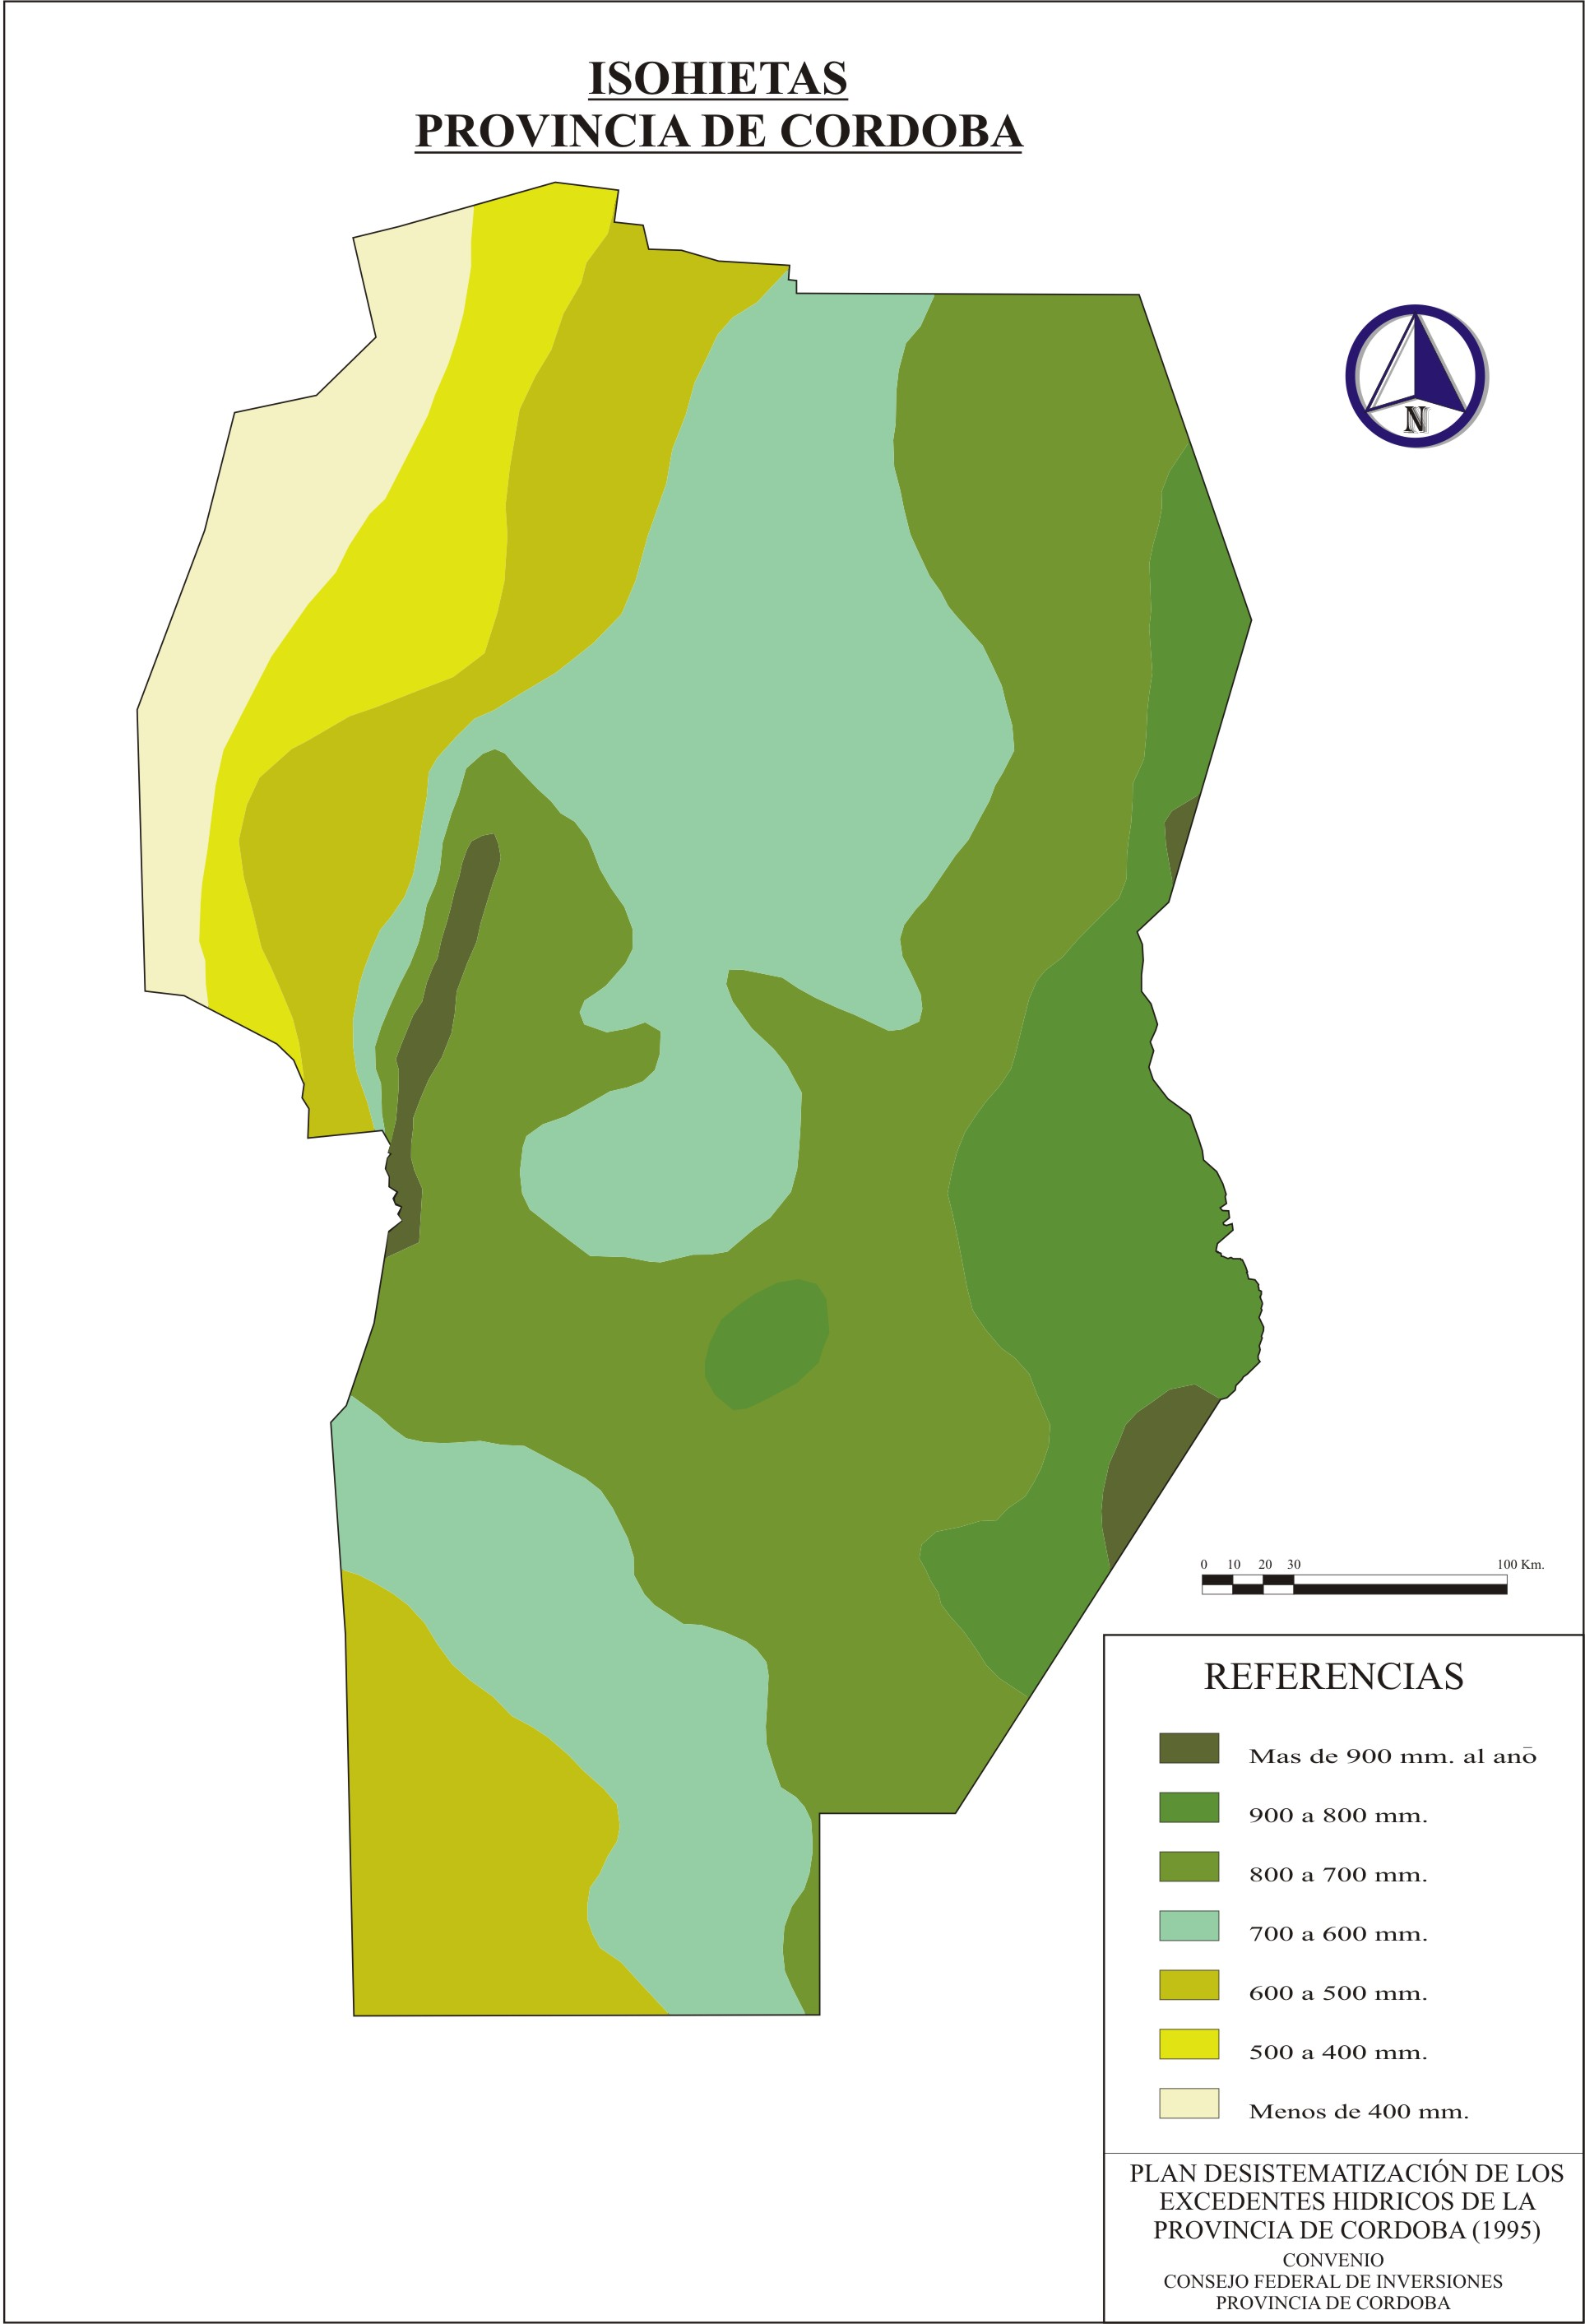 ISOHIETAS
PROVINCIA DE CORDOBA
N
0 10 20 30 100 Km.
REFERENCIAS
Mas de 900 mm. al ano̅
900 a 800 mm.
800 a 700 mm.
700 a 600 mm.
600 a 500 mm.
500 a 400 mm.
Menos de 400 mm.
PLAN DESISTEMATIZACIÓN DE LOS
EXCEDENTES HIDRICOS DE LA
PROVINCIA DE CORDOBA (1995)
CONVENIO
CONSEJO FEDERAL DE INVERSIONES
PROVINCIA DE CORDOBA